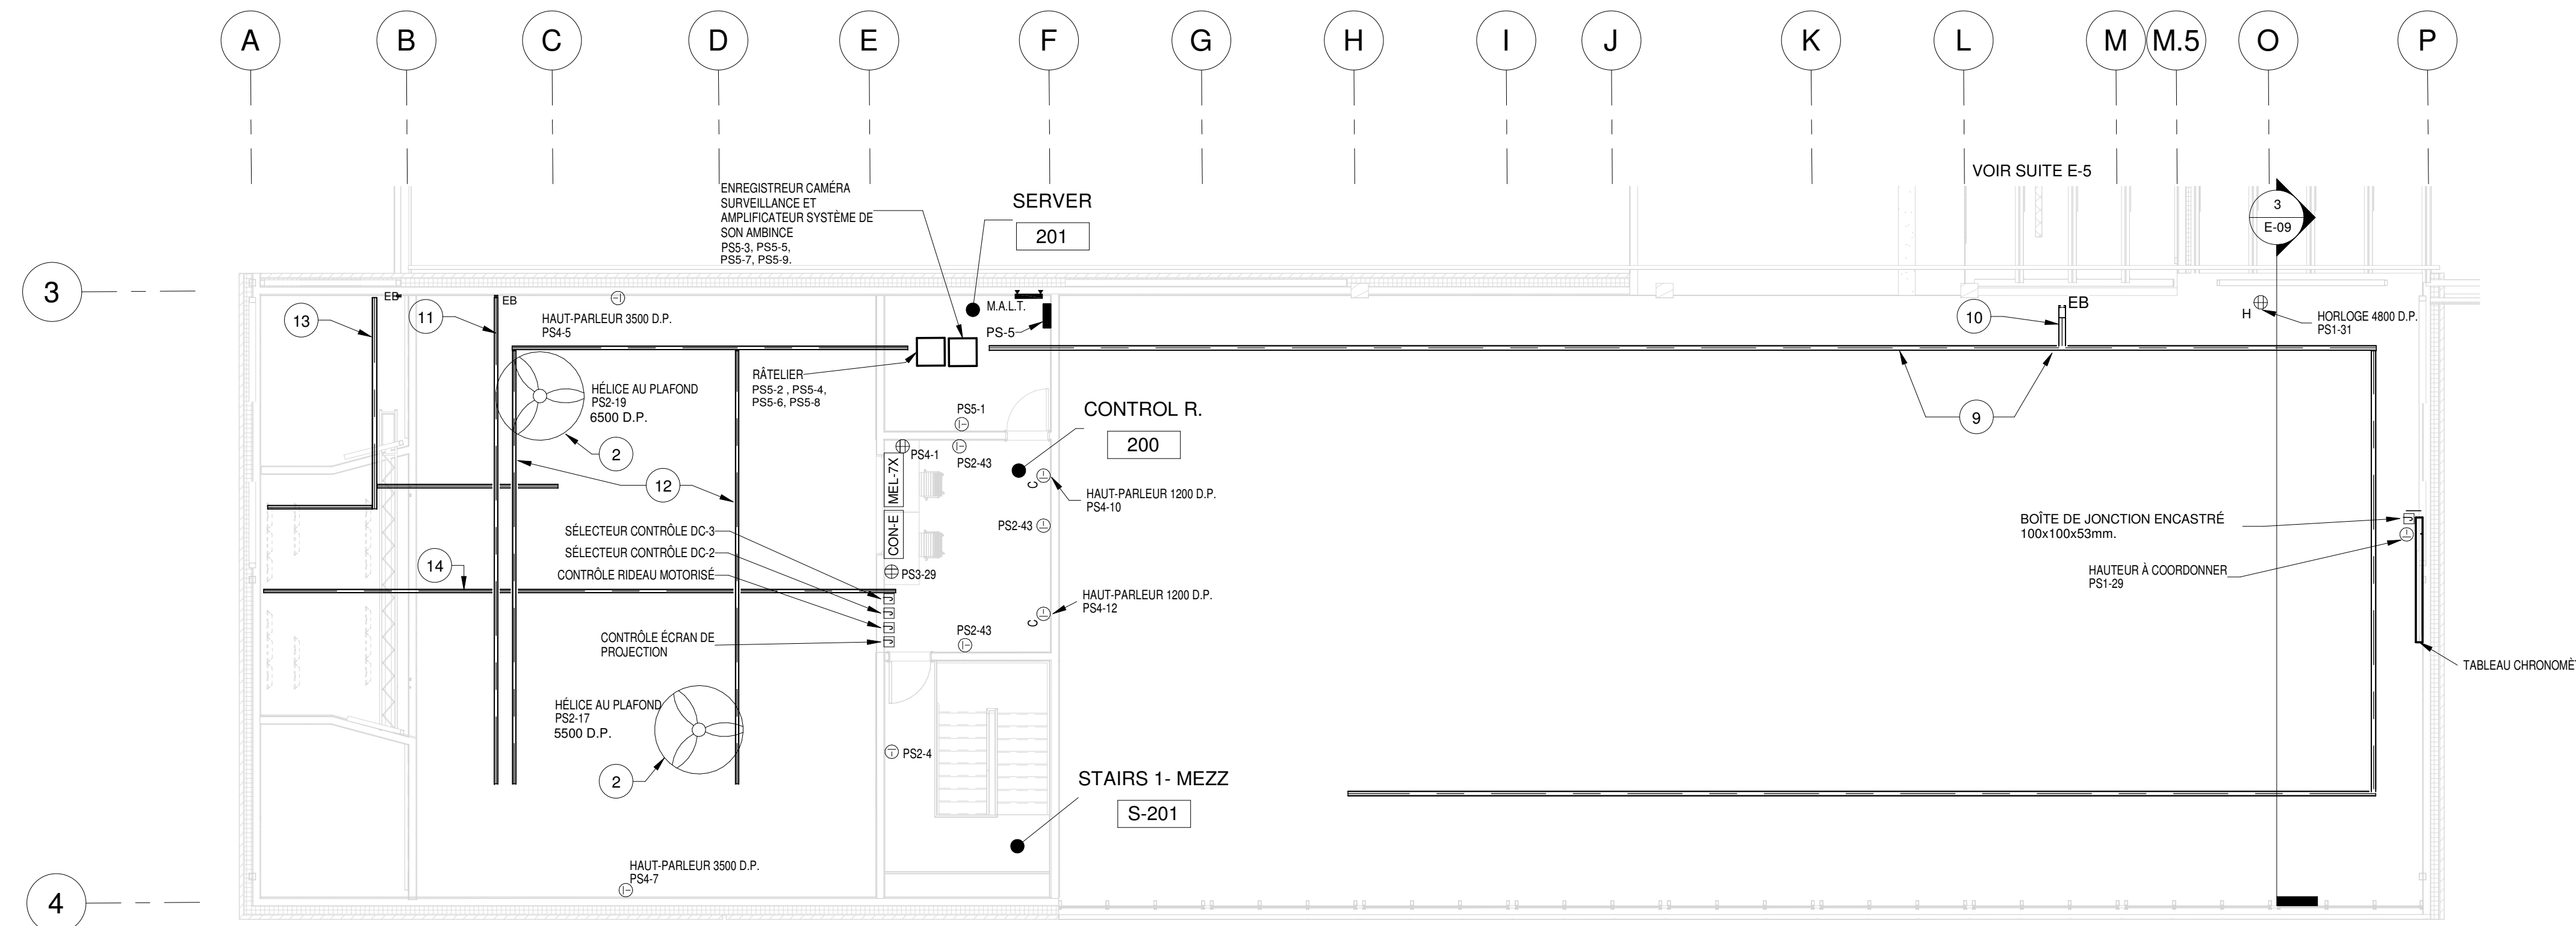 A
B
C
D
E
F
G
H
I
J
K
L
M
M.5
O
P
VOIR SUITE E-5
3
E-09
ENREGISTREUR CAMÉRA
SURVEILLANCE ET
AMPLIFICATEUR SYSTÈME DE
SON AMBINCE
PS5-3, PS5-5,
PS5-7, PS5-9.
SERVER
201
3
EB
13
11
EB
HAUT-PARLEUR 3500 D.P.
PS4-5
M.A.L.T.
PS-5
10
EB
H
HORLOGE 4800 D.P.
PS1-31
HÉLICE AU PLAFOND
PS2-19
6500 D.P.
2
RÂTELIER
PS5-2 , PS5-4,
PS5-6, PS5-8
PS5-1
CONTROL R.
200
9
PS4-1
PS2-43
MEL-7X
12
C
HAUT-PARLEUR 1200 D.P.
PS4-10
CON-E
PS2-43
SÉLECTEUR CONTRÔLE DC-3
SÉLECTEUR CONTRÔLE DC-2
CONTRÔLE RIDEAU MOTORISÉ
14
PS3-29
BOÎTE DE JONCTION ENCASTRÉ
100x100x53mm.
HAUTEUR À COORDONNER
PS1-29
HAUT-PARLEUR 1200 D.P.
PS4-12
C
CONTRÔLE ÉCRAN DE
PROJECTION
PS2-43
TABLEAU CHRONOMÈT
HÉLICE AU PLAFOND
PS2-17
5500 D.P.
2
PS2-4
STAIRS 1- MEZZ
S-201
HAUT-PARLEUR 3500 D.P.
PS4-7
4